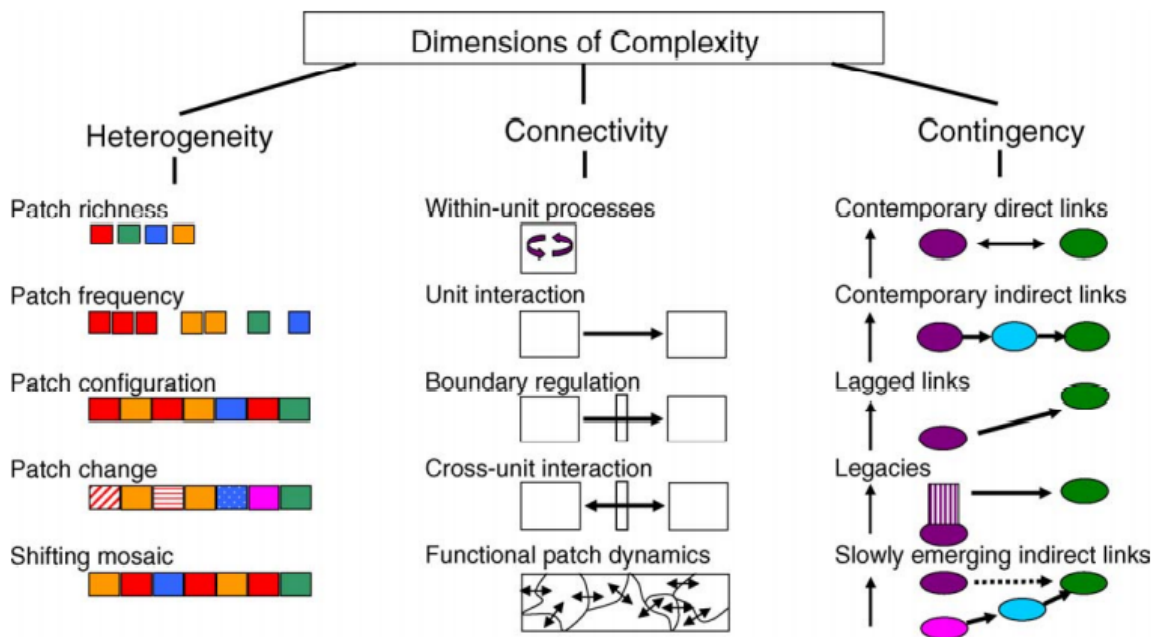 Dimensions of Complexity
Heterogeneity
Connectivity
Contingency
Patch richness
Patch frequency
Patch configuration
Patch change
Shifting mosaic
Within-unit processes
Unit interaction
Boundary regulation
Cross-unit interaction
Functional patch dynamics
Contemporary direct links
Contemporary indirect links
Lagged links
Legacies
Slowly emerging indirect links